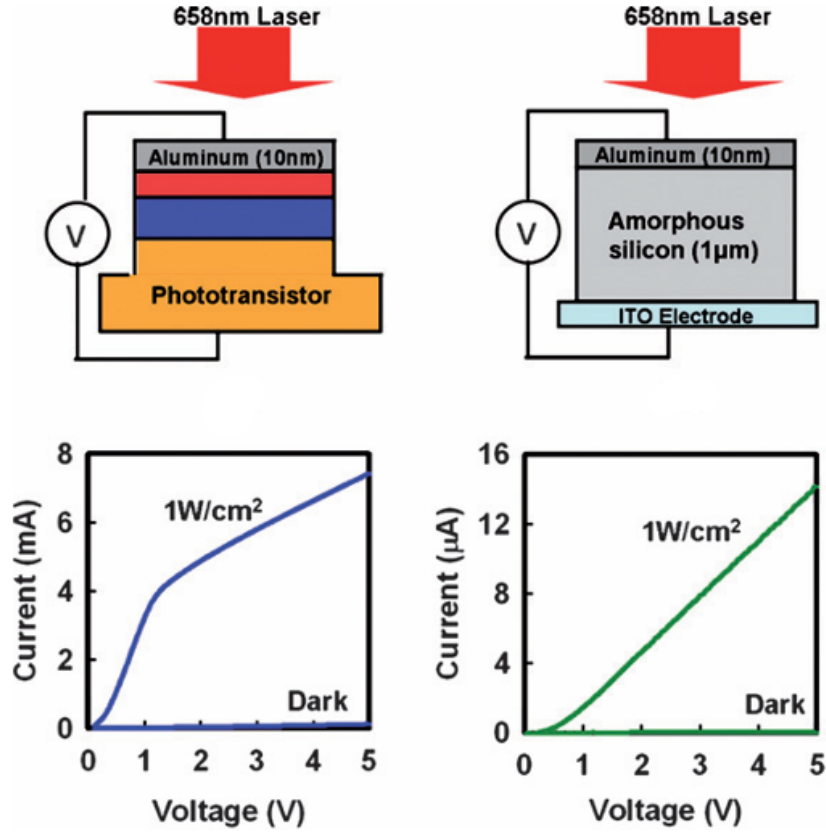 658nm Laser
658nm Laser
Aluminum (10nm)
V
Phototransistor
Aluminum (10nm)
V
Amorphous
silicon (1µm)
ITO Electrode
8
6
4
2
0
Current (mA)
1W/cm²
Dark
0 1 2 3 4 5
Voltage (V)
16
14
8
4
0
Current (µA)
1W/cm²
Dark
0 1 2 3 4 5
Voltage (V)